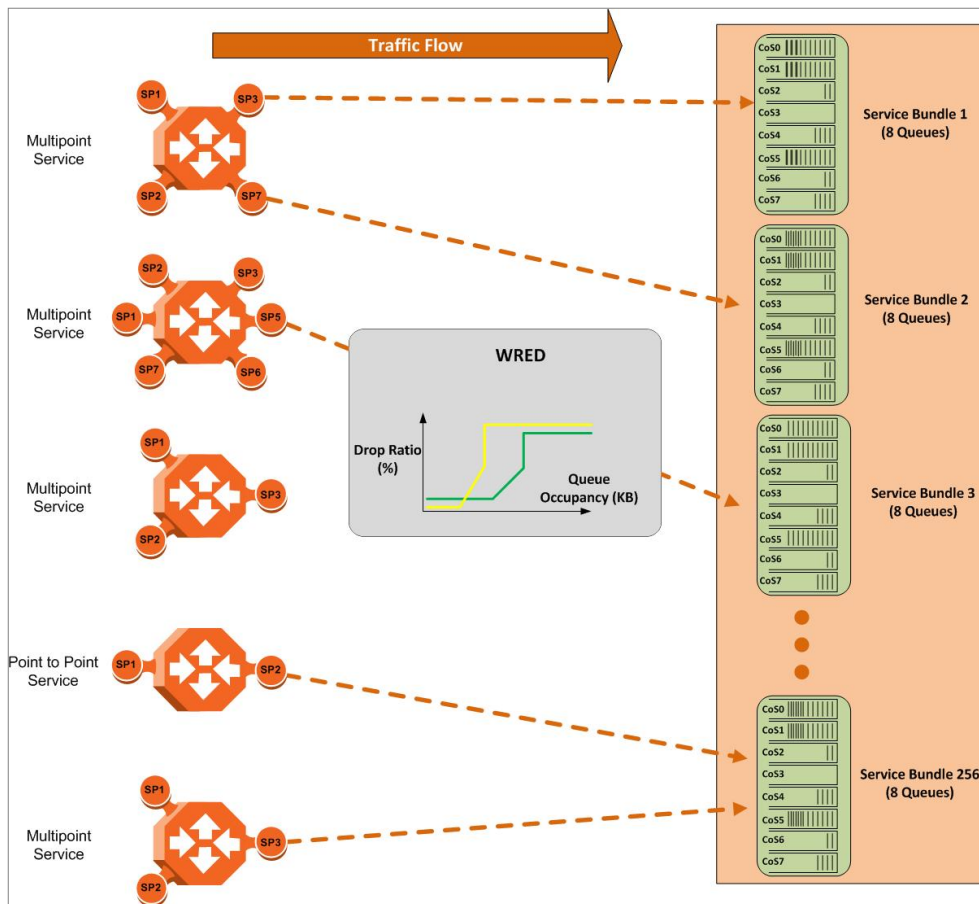 Traffic Flow
SP1
SP3
Multipoint
Service
SP2
SP7
CoS0
CoS1
CoS2
CoS3
CoS4
CoS5
CoS6
CoS7
Service Bundle 1
(8 Queues)
SP2
SP3
Multipoint
Service
SP1
SP5
SP7
SP6
CoS0
CoS1
CoS2
CoS3
CoS4
CoS5
CoS6
CoS7
Service Bundle 2
(8 Queues)
WRED
Drop Ratio
(%)
Queue
Occupancy (KB)
SP1
Multipoint
Service
SP3
SP2
CoS0
CoS1
CoS2
CoS3
CoS4
CoS5
CoS6
CoS7
Service Bundle 3
(8 Queues)
Point to Point
Service
SP1
SP2
SP1
Multipoint
Service
SP3
SP2
CoS0
CoS1
CoS2
CoS3
CoS4
CoS5
CoS6
CoS7
Service Bundle 256
(8 Queues)